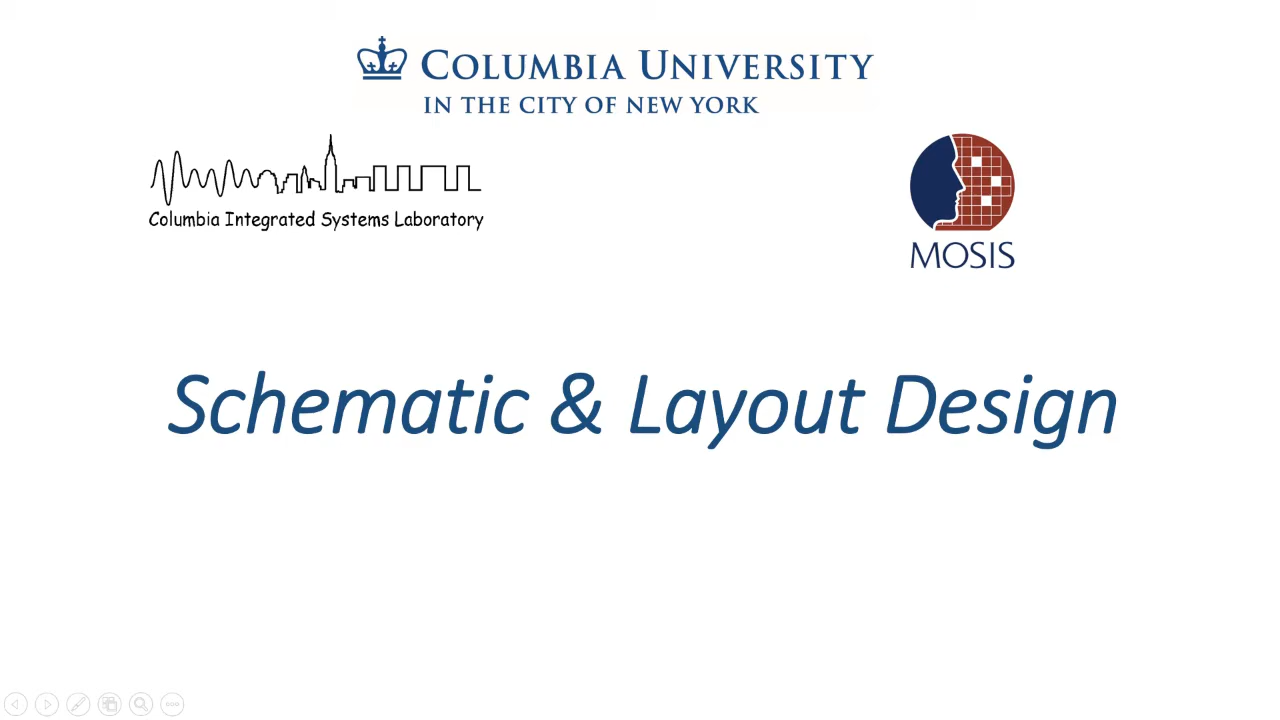 COLUMBIA UNIVERSITY
IN THE CITY OF NEW YORK
Columbia Integrated Systems Laboratory
MOSIS
Schematic & Layout Design